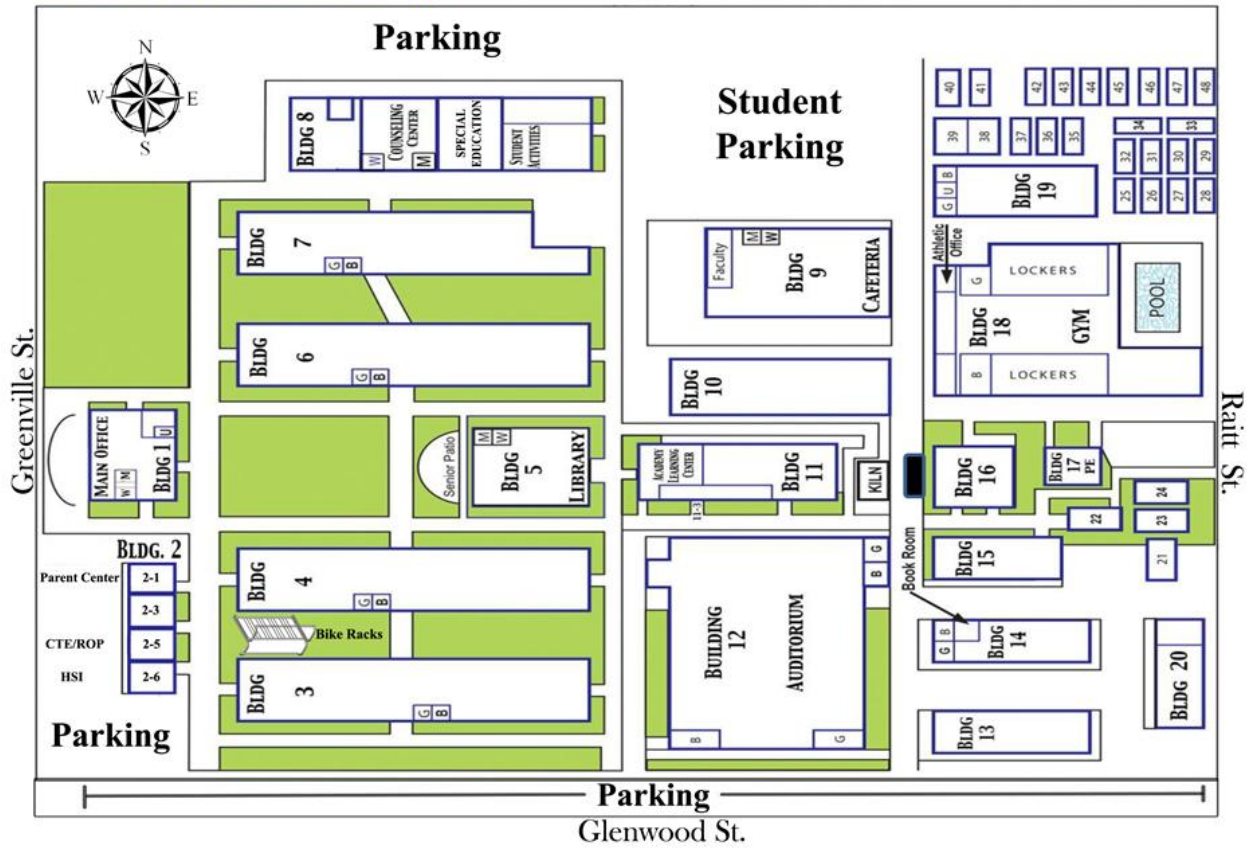 Parking
N
W
E
S
Student
Parking
40
41
42
43
44
45
46
47
48
39
38
37
36
35
34
33
32
31
30
29
25
26
27
28
BLDG 8
W
COUNSELING
CENTER
M
SPECIAL
EDUCATION
STUDENT
ACTIVITIES
BLDG
19
G
U
B
BLDG
7
G
B
Faculty
M
W
BLDG
9
CAFETERIA
Athletic
Office
G
LOCKERS
BLDG
18
GYM
B
LOCKERS
POOL
BLDG
6
G
B
BLDG
10
Greenville St.
Raitt St.
MAIN OFFICE
W
M
BLDG 1
U
Senior Patio
M
W
BLDG
5
LIBRARY
ACADEMY
LEARNING
CENTER
BLDG
11
11-3
KILN
BLDG
16
BLDG
17
PE
24
23
22
21
BLDG
15
Book Room
BLDG. 2
Parent Center
2-1
2-3
CTE/ROP
2-5
HSI
2-6
BLDG
4
G
B
Bike Racks
BLDG
3
G
B
BUILDING
12
AUDITORIUM
G
B
B
G
B
G
BLDG
14
BLDG
13
BLDG 20
Parking
Parking
Glenwood St.